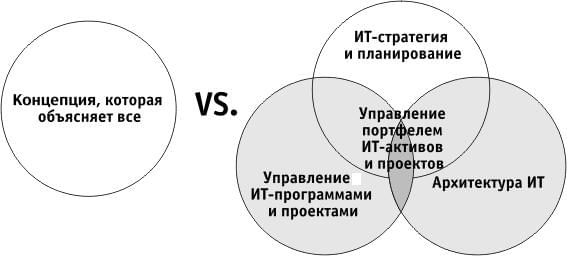 Концепция, которая
объясняет все
VS.
ИТ-стратегия
и планирование
Управление
портфелем
ИТ-активов
и проектов
Управление
ИТ-программами
и проектами
Архитектура ИТ